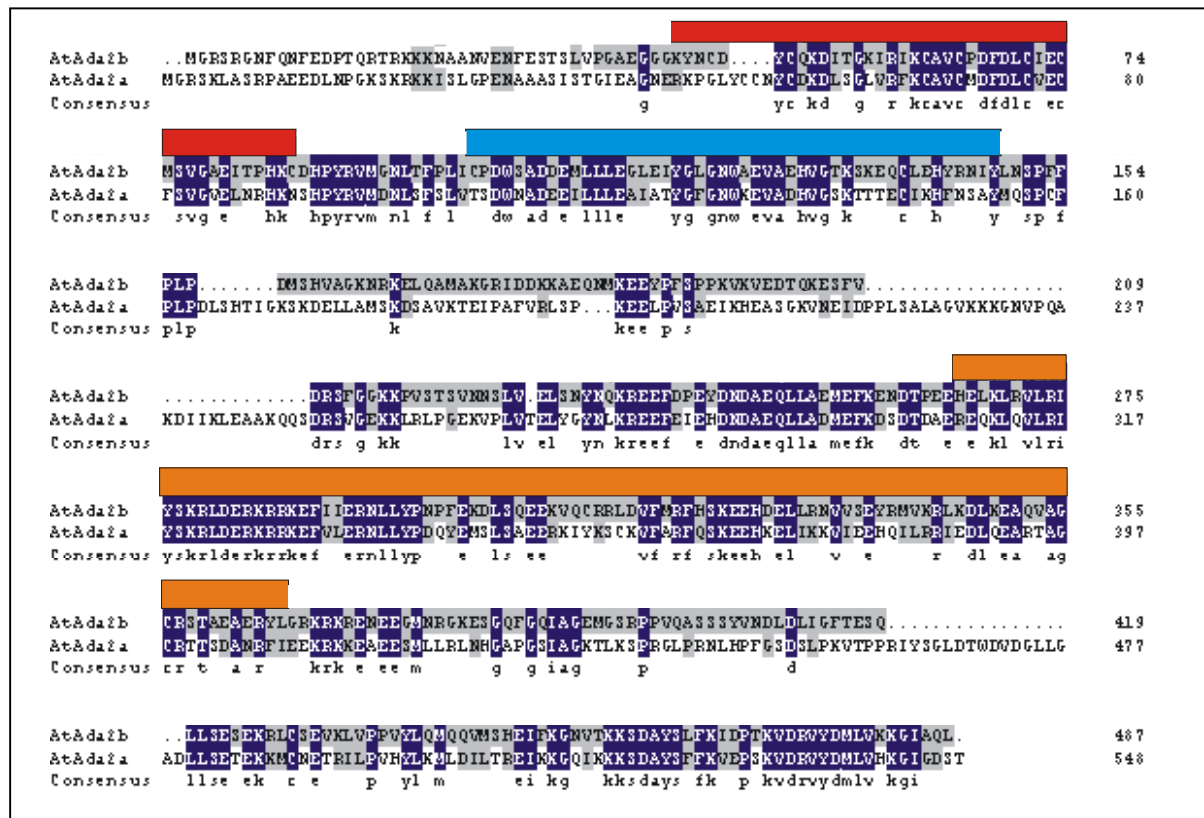 AtAda2b ..MGRSRGNFQNFEDPTQRTRKKKNAANVENFESTSLVPGAEGGGKYNCD....YCQKDITGKIRIKCAVCPDFDLCIEC 74
AtAda2a MGRSKLASRPAEEDLNPGKSKRKKISLGPENAAASISTGIEAGNERKPGLYCCNYCDKDLSGLVRFKCAVCMDFDLCVEC 80
Consensus g yc kd g r kcavc dfdlc ec
AtAda2b MSVGAEITPHKCDHPYRVMGNLTFPLICPDWSADDEMLLLEGLEIYGLGNWAEVAEHVGTKSKEQCLEHYRNIYLNSPFF 154
AtAda2a FSVGVELNRHKNSHPYRVMDNLSFSLVTSDWNADEEILLLEAIATYGFGNWKEVADHVGSKTTTECIKHFNSAYMQSPCF 160
Consensus svg e hk hpyrvm nl f l dw ad e llle yg gnw eva hvg k c h y sp f
AtAda2b PLP.......DMSHVAGKNRKELQAMAKGRIDDKKAEQNMKEEYPFSPPKVKVEDTQKESFV.................. 209
AtAda2a PLPDLSHTIGKSKDELLAMSKDSAVKTEIPAFVRLSP...KEELPVSAEIKHEASGKVNEIDPPLSALAGVKKKGNVPQA 237
Consensus plp k kee p s
AtAda2b .............DRSFGGKKPVSTSVNNSLV.ELSNYNQKREEFDPEYDNDAEQLLAEMEFKENDTPEEHELKLRVLRI 275
AtAda2a KDIIKLEAAKQQSDRSVGEKKLRLPGEKVPLVTELYGYNLKREEFEIEHDNDAEQLLADMEFKDSDTDAEREQKLQVLRI 317
Consensus drs g kk lv el yn kreef e dndaeqlla mefk dt e e kl vlri
AtAda2b YSKRLDERKRRKEFIIERNLLYPNPFEKDLSQEEKVQCRRLDVFMRFHSKEEHDELLRNVVSEYRMVKRLKDLKEAQVAG 355
AtAda2a YSKRLDERKRRKEFVLERNLLYPDQYEMSLSAEERKIYKSCKVFARFQSKEEHKELIKKVIEEHQILRRIEDLQEARTAG 397
Consensus yskrlderkrrkef ernllyp e ls ee vf rf skeeh el v e r dl ea ag
AtAda2b CRSTAEAERYLGRKRKRENEEGMNRGKESGQFGQIAGEMGSRPPVQASSSYVNDLDLIGFTESQ................ 419
AtAda2a CRTTSDANRFIEEKRKKEAEESMLLRLNHGAPGSIAGKTLKSPRGLPRNLHPFGSDSLPKVTPPRIYSGLDTWDVDGLLG 477
Consensus cr t a r krk e ee m g g iag p d
AtAda2b ..LLSESEKRLCSEVKLVPPVYLQMQQVMSHEIFKGNVTKKSDAYSLFKIDPTKVDRVYDMLVKKGIAQL. 487
AtAda2a ADLLSETEKKMCNETRILPVHYLKMLDILTREIKKGQIKKKSDAYSFFKVEPSKVDRVYDMLVHKGIGDST 548
Consensus llse ek c e p yl m ei kg kksdays fk p kvdrvydmlv kgi